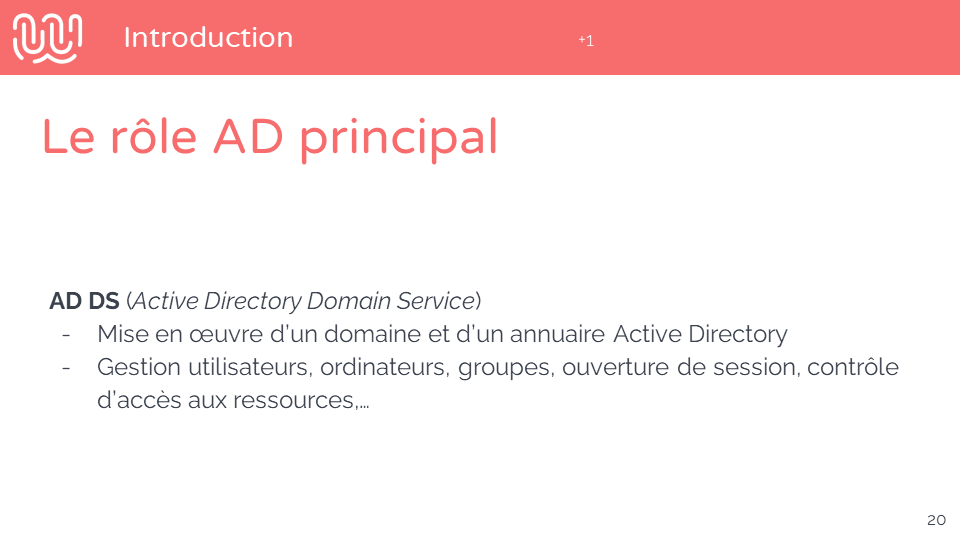 Introduction
+1
Le rôle AD principal
AD DS (Active Directory Domain Service)
- Mise en œuvre d’un domaine et d’un annuaire Active Directory
- Gestion utilisateurs, ordinateurs, groupes, ouverture de session, contrôle
d’accès aux ressources,…
20